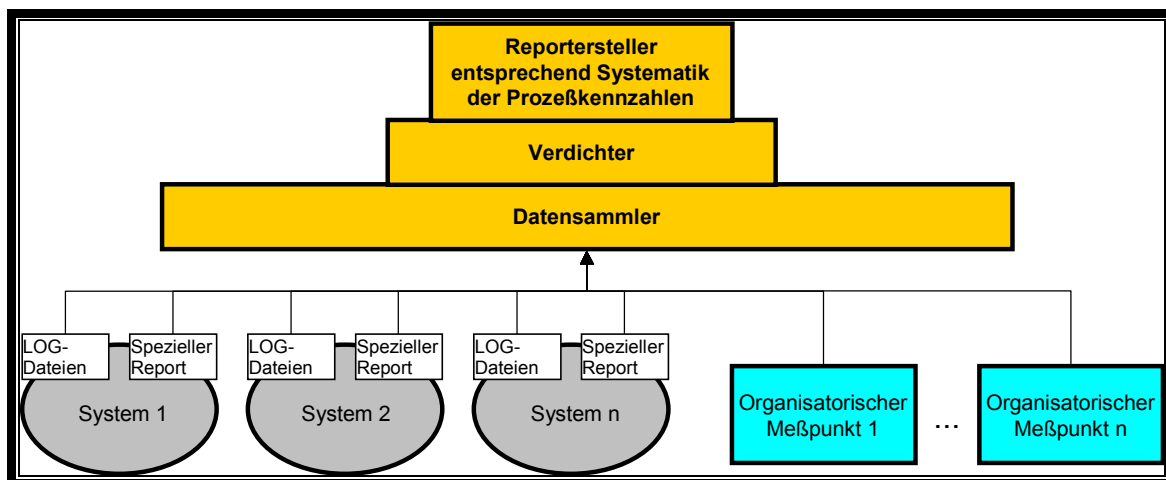 Reportersteller
entsprechend Systematik
der Prozeßkennzahlen
Verdichter
Datensammler
LOG-
Dateien
Spezieller
Report
System 1
LOG-
Dateien
Spezieller
Report
System 2
LOG-
Dateien
Spezieller
Report
System n
Organisatorischer
Meßpunkt 1
...
Organisatorischer
Meßpunkt n